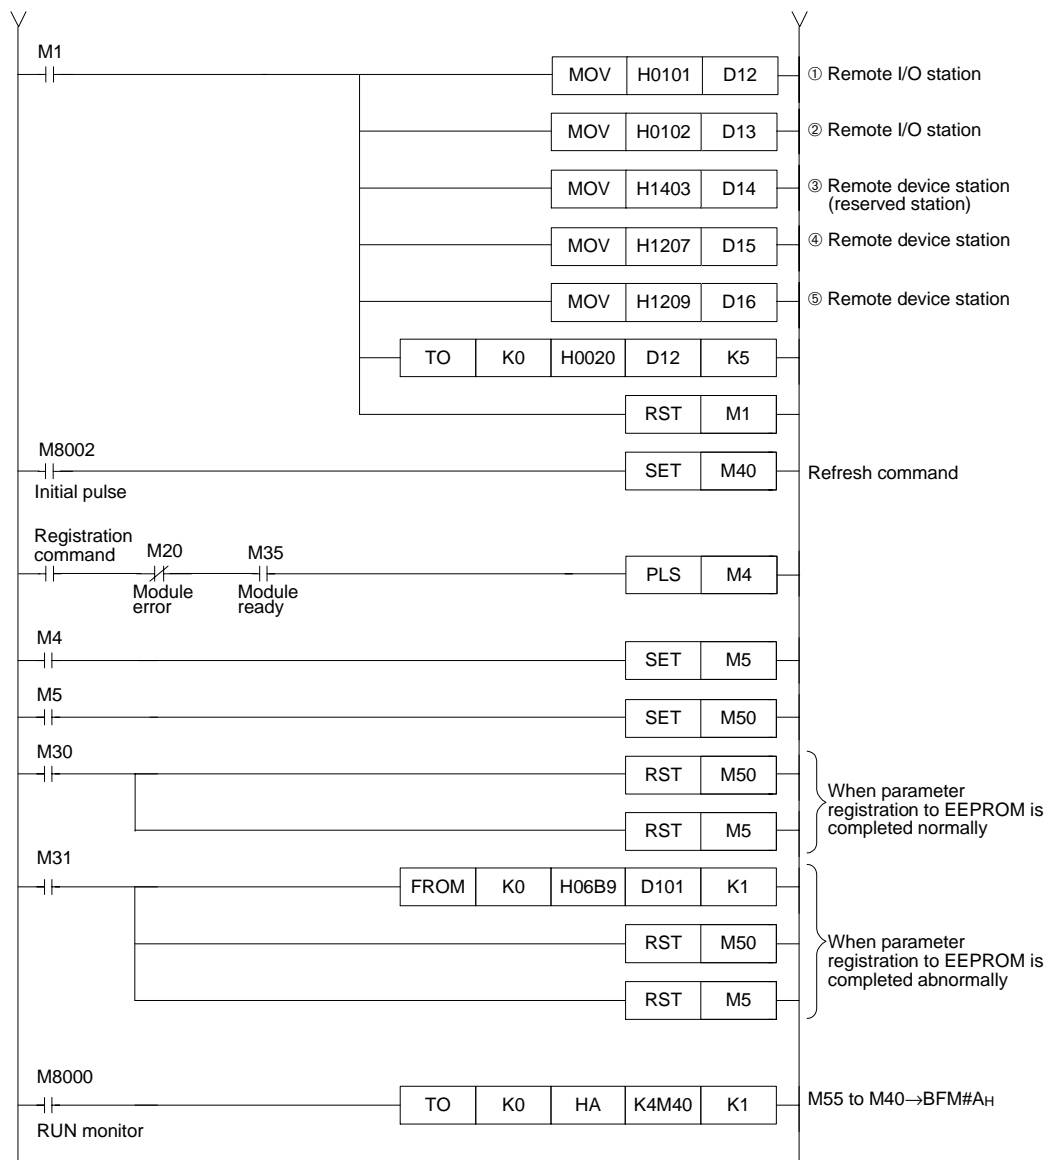 M1
MOV H0101 D12 ① Remote I/O station
MOV H0102 D13 ② Remote I/O station
MOV H1403 D14 ③ Remote device station
(reserved station)
MOV H1207 D15 ④ Remote device station
MOV H1209 D16 ⑤ Remote device station
TO K0 H0020 D12 K5
RST M1
M8002
SET M40 Refresh command
Initial pulse
Registration
command M20 M35
PLS M4
Module Module
error ready
M4
SET M5
M5
SET M50
M30
RST M50
When parameter
registration to EEPROM is
completed normally
RST M5
M31
FROM K0 H06B9 D101 K1
RST M50
When parameter
registration to EEPROM is
completed abnormally
RST M5
M8000
TO K0 HA K4M40 K1 M55 to M40→BFM#AH
RUN monitor